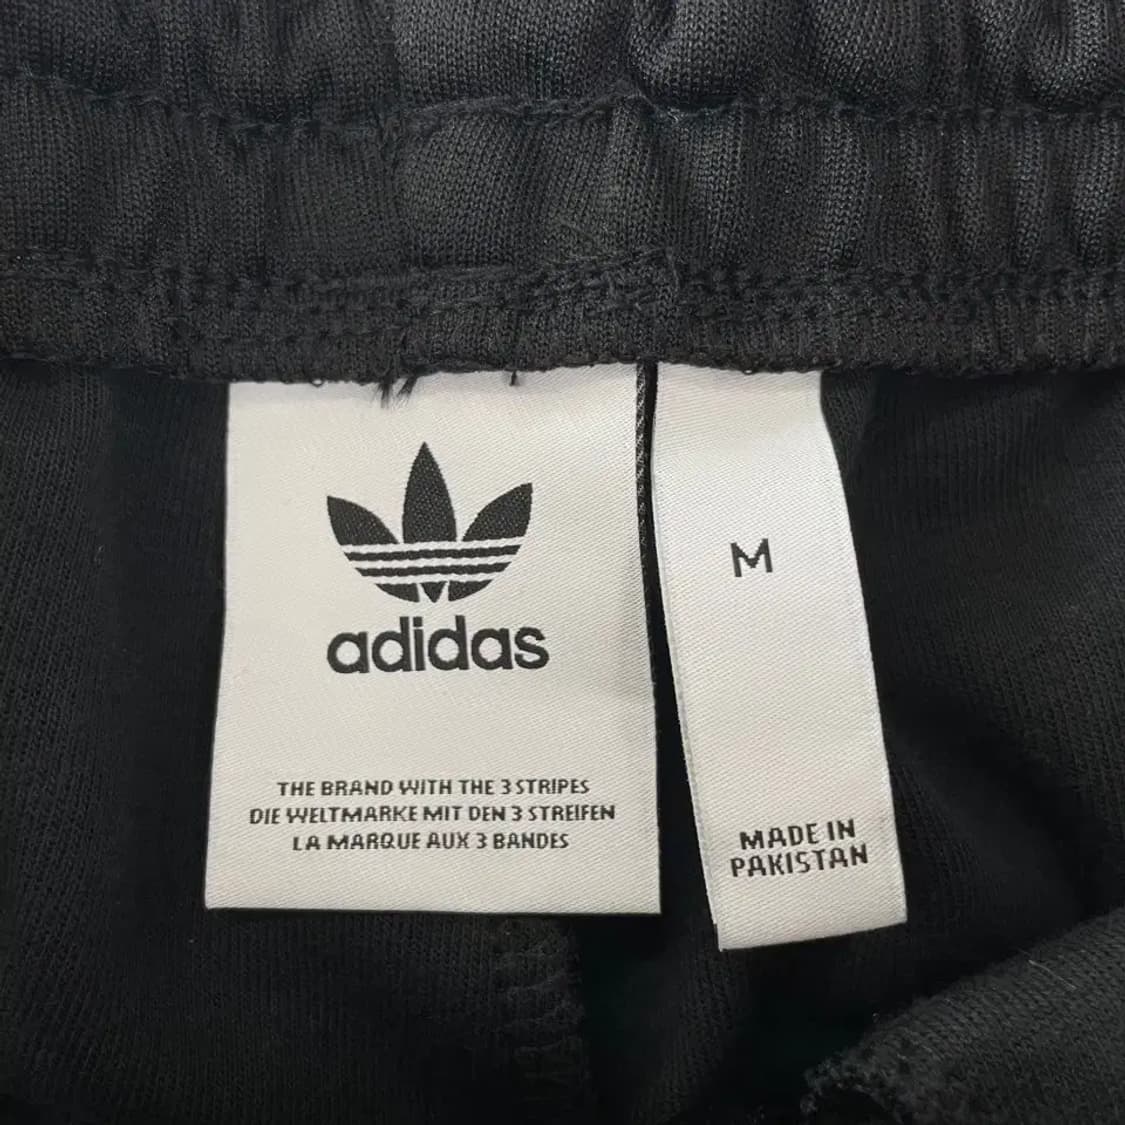 adidas
THE BRAND WITH THE 3 STRIPES
DIE WELTMARKE MIT DEN 3 STREIFEN
LA MARQUE AUX 3 BANDES
M
MADE IN
PAKISTAN